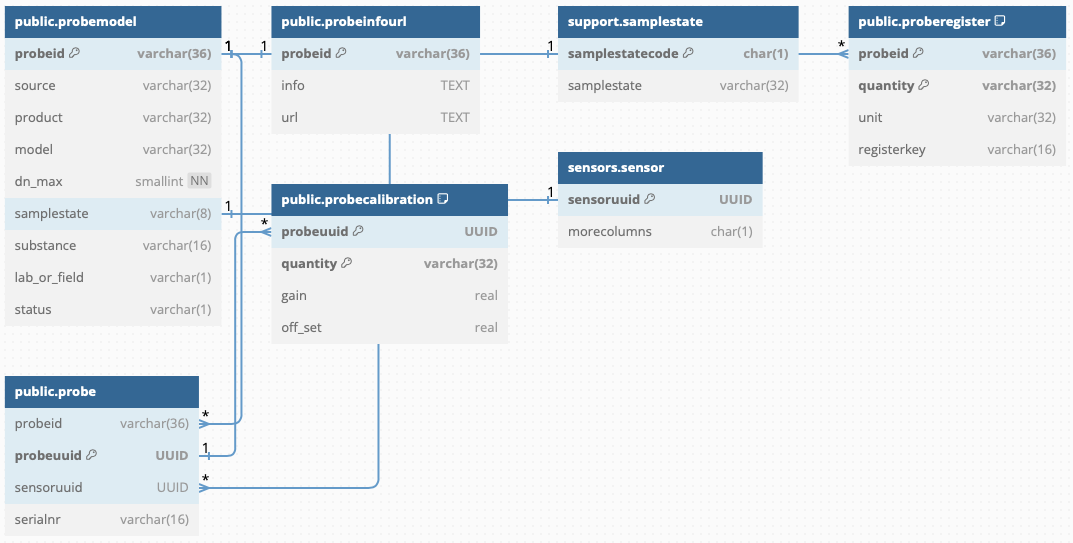 public.probemodel
probeid varchar(36)
source varchar(32)
product varchar(32)
model varchar(32)
dn_max smallint NN
samplestate varchar(8)
substance varchar(16)
lab_or_field varchar(1)
status varchar(1)
1
1
1
public.probeinfourl
probeid varchar(36)
info TEXT
url TEXT
1
support.samplestate
samplestatecode char(1)
samplestate varchar(32)
*
public.proberegister
probeid varchar(36)
quantity varchar(32)
unit varchar(32)
registerkey varchar(16)
public.probecalibration
*
probeuuid UUID
quantity varchar(32)
gain real
off_set real
1
sensors.sensor
sensoruuid UUID
morecolumns char(1)
public.probe
probeid varchar(36)
probeuuid UUID
sensoruuid UUID
serialnr varchar(16)
*
1
*